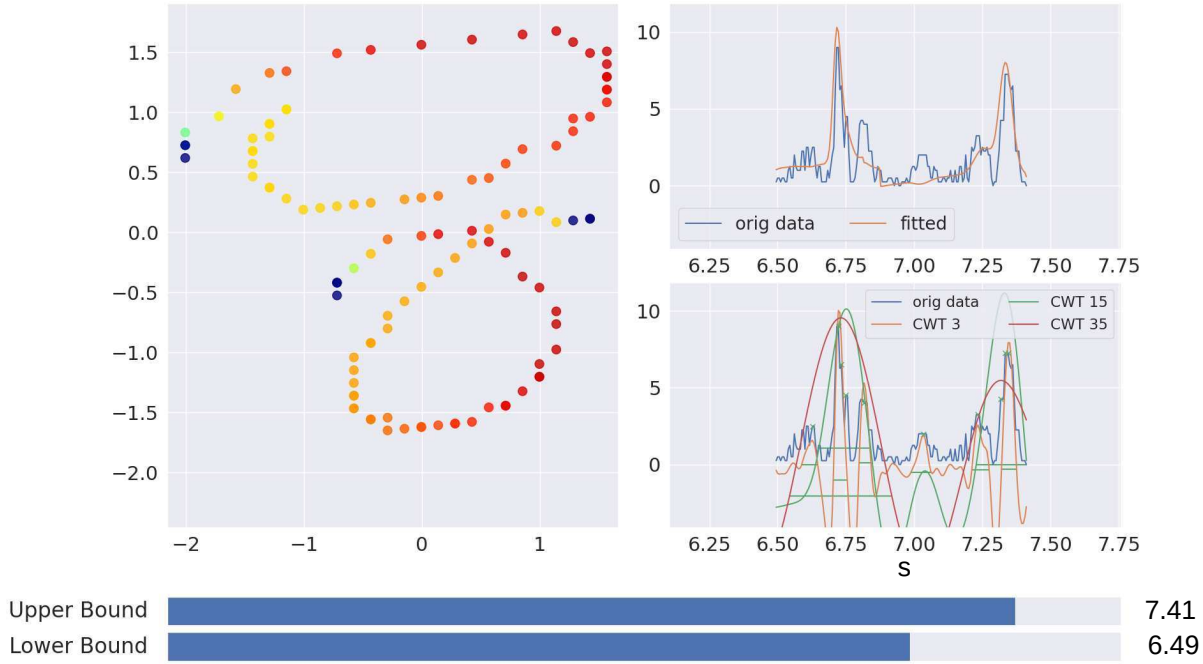 1.5
1.0
0.5
0.0
−0.5
−1.0
−1.5
−2.0
−2 −1 0 1
10
5
0
orig data fitted
6.25 6.50 6.75 7.00 7.25 7.50 7.75
10
5
0
orig data CWT 15
CWT 3 CWT 35
6.25 6.50 6.75 7.00 7.25 7.50 7.75
s
Upper Bound 7.41
Lower Bound 6.49